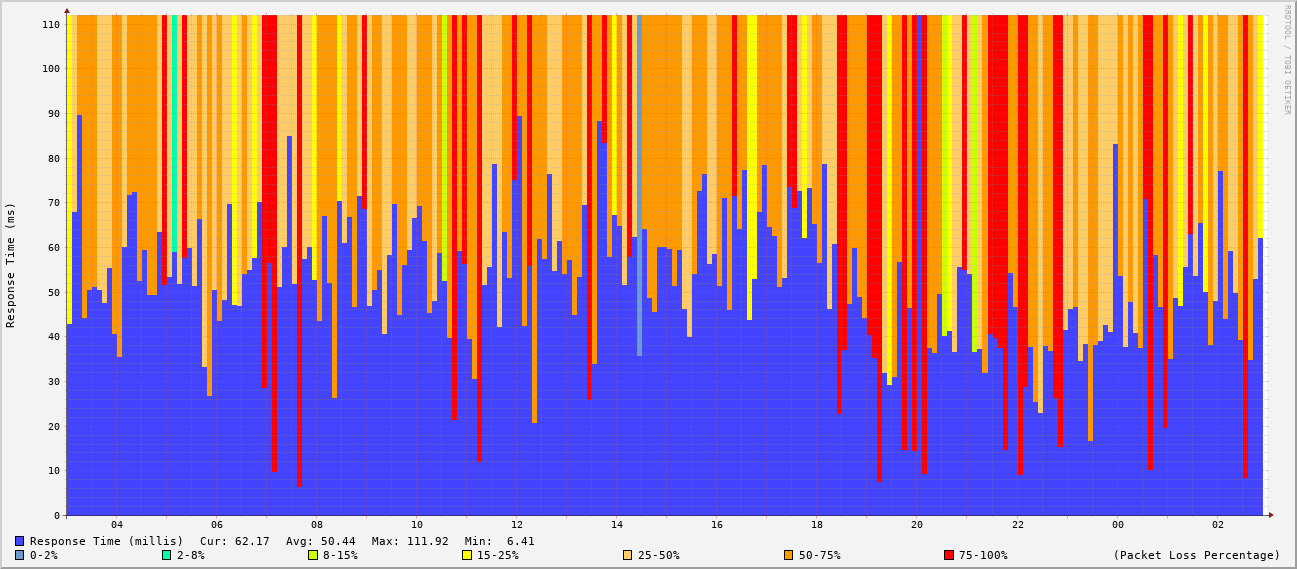 RRDTOOL / TOBI OETIKER
Response Time (ms)
110
100
90
80
70
60
50
40
30
20
10
0
04 06 08 10 12 14 16 18 20 22 00 02
Response Time (millis) Cur: 62.17 Avg: 50.44 Max: 111.92 Min: 6.41
0-2% 2-8% 8-15% 15-25% 25-50% 50-75% 75-100% (Packet Loss Percentage)